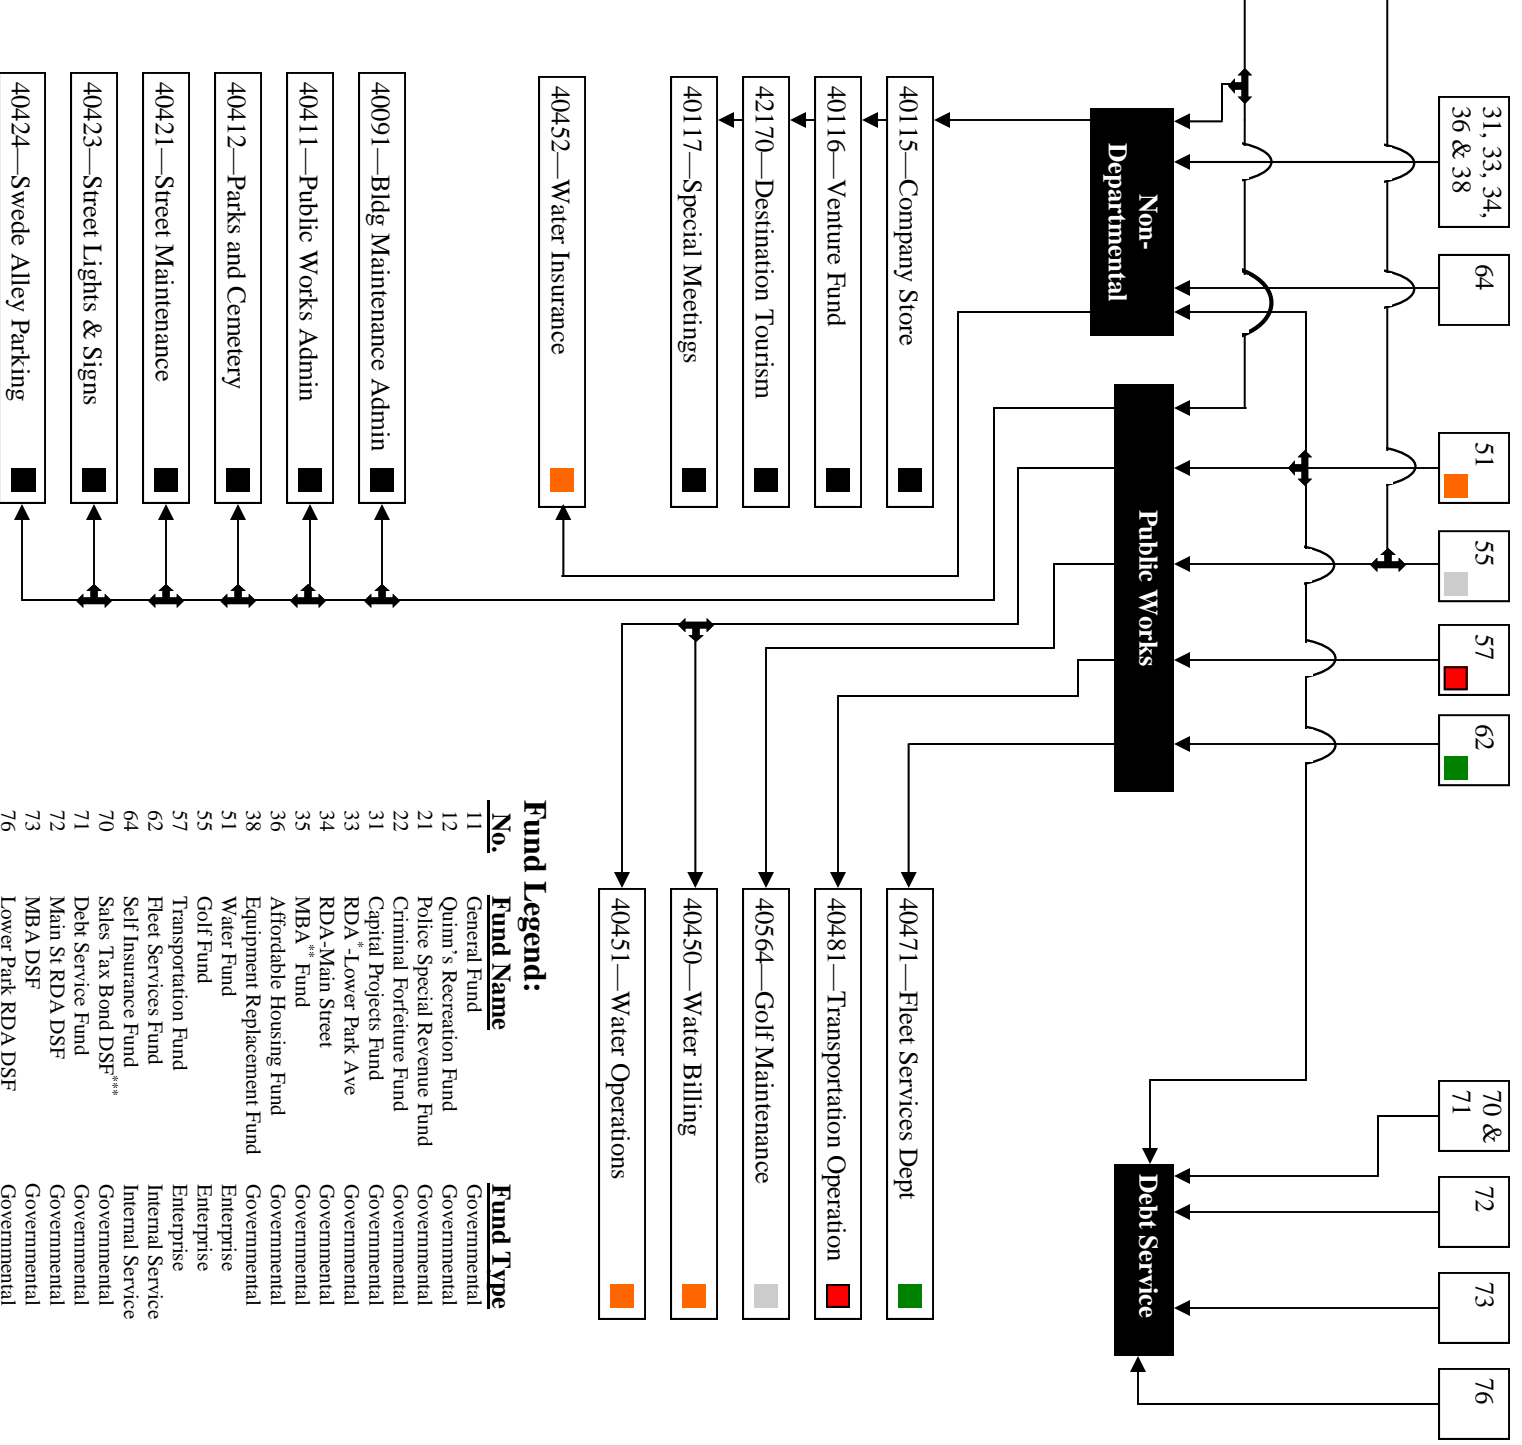 31, 33, 34,
36 & 38
64
51
55
57
62
70 &
71
72
73
76
Non-
Departmental
Public Works
Debt Service
40115—Company Store
40116—Venture Fund
42170—Destination Tourism
40117—Special Meetings
40452—Water Insurance
40091—Bldg Maintenance Admin
40411—Public Works Admin
40412—Parks and Cemetery
40421—Street Maintenance
40423—Street Lights & Signs
40424—Swede Alley Parking
40471—Fleet Services Dept
40481—Transportation Operation
40564—Golf Maintenance
40450—Water Billing
40451—Water Operations
Fund Legend:
No. Fund Name Fund Type
11 General Fund Governmental
12 Quinn’s Recreation Fund Governmental
21 Police Special Revenue Fund Governmental
22 Criminal Forfeiture Fund Governmental
31 Capital Projects Fund Governmental
33 RDA*-Lower Park Ave Governmental
34 RDA-Main Street Governmental
35 MBA** Fund Governmental
36 Affordable Housing Fund Governmental
38 Equipment Replacement Fund Governmental
51 Water Fund Enterprise
55 Golf Fund Enterprise
57 Transportation Fund Enterprise
62 Fleet Services Fund Internal Service
64 Self Insurance Fund Internal Service
70 Sales Tax Bond DSF*** Governmental
71 Debt Service Fund Governmental
72 Main St RDA DSF Governmental
73 MBA DSF Governmental
76 Lower Park RDA DSF Governmental